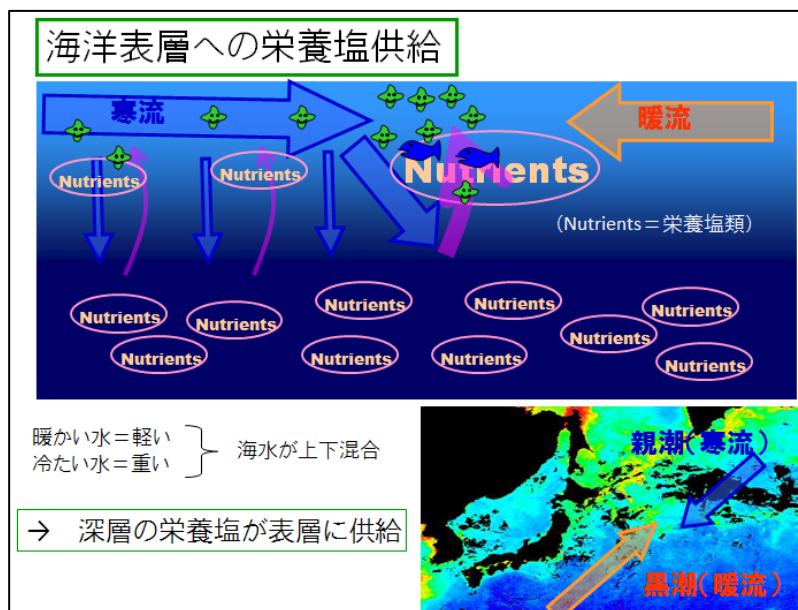 海洋表層への栄養塩供給
寒流
暖流
Nutrients
Nutrients
Nutrients
(Nutrients=栄養塩類)
Nutrients
Nutrients
Nutrients
Nutrients
Nutrients
Nutrients
Nutrients
Nutrients
Nutrients
暖かい水=軽い
冷たい水=重い
海水が上下混合
→ 深層の栄養塩が表層に供給
親潮(寒流)
黒潮(暖流)